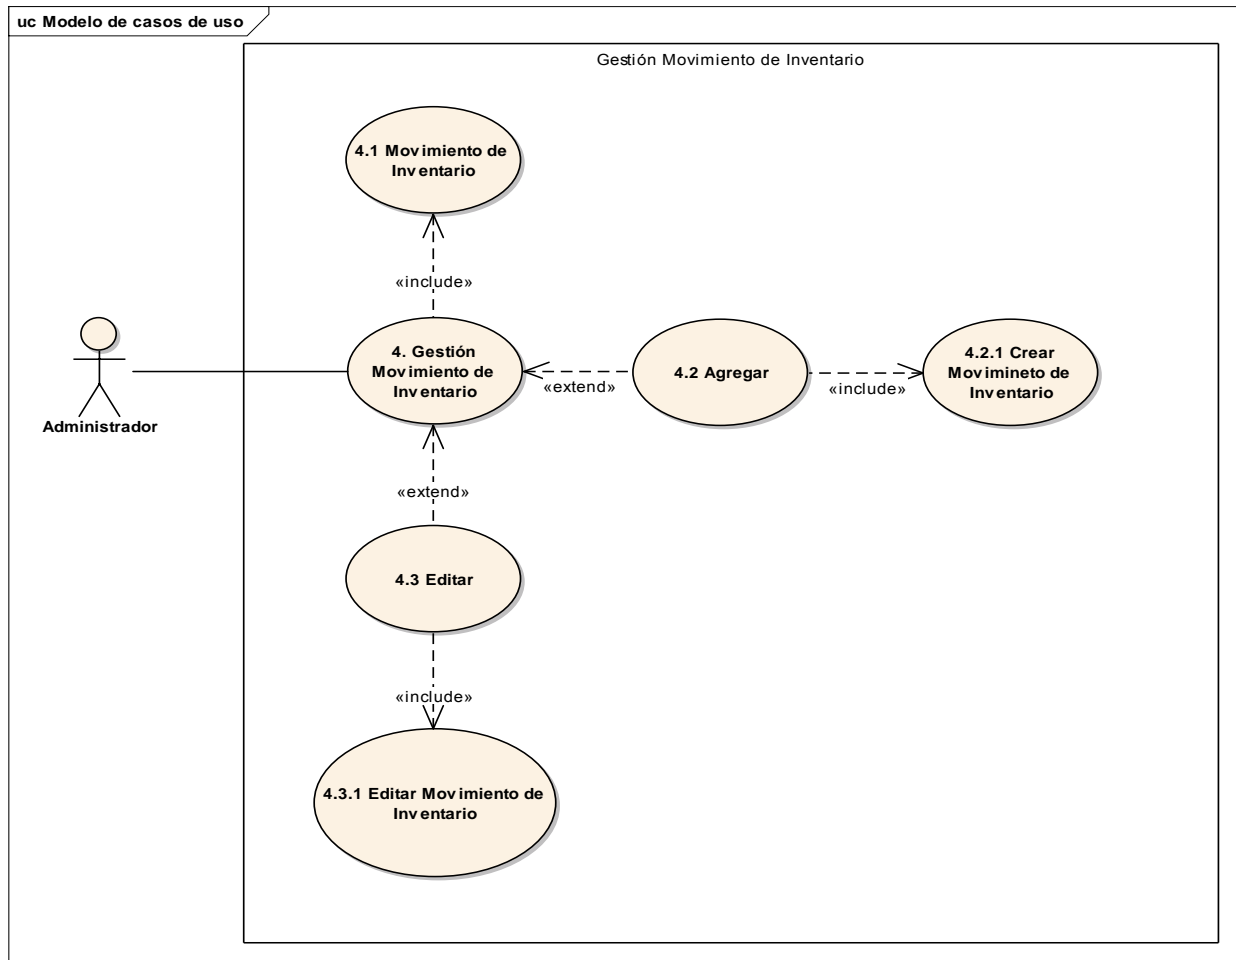 uc Modelo de casos de uso
Gestión Movimiento de Inventario
4.1 Movimiento de
Inventario
«include»
4. Gestión
Movimiento de
Inventario
«extend»
4.2 Agregar
«include»
4.2.1 Crear
Movimineto de
Inventario
Administrador
«extend»
4.3 Editar
«include»
4.3.1 Editar Movimiento de
Inventario